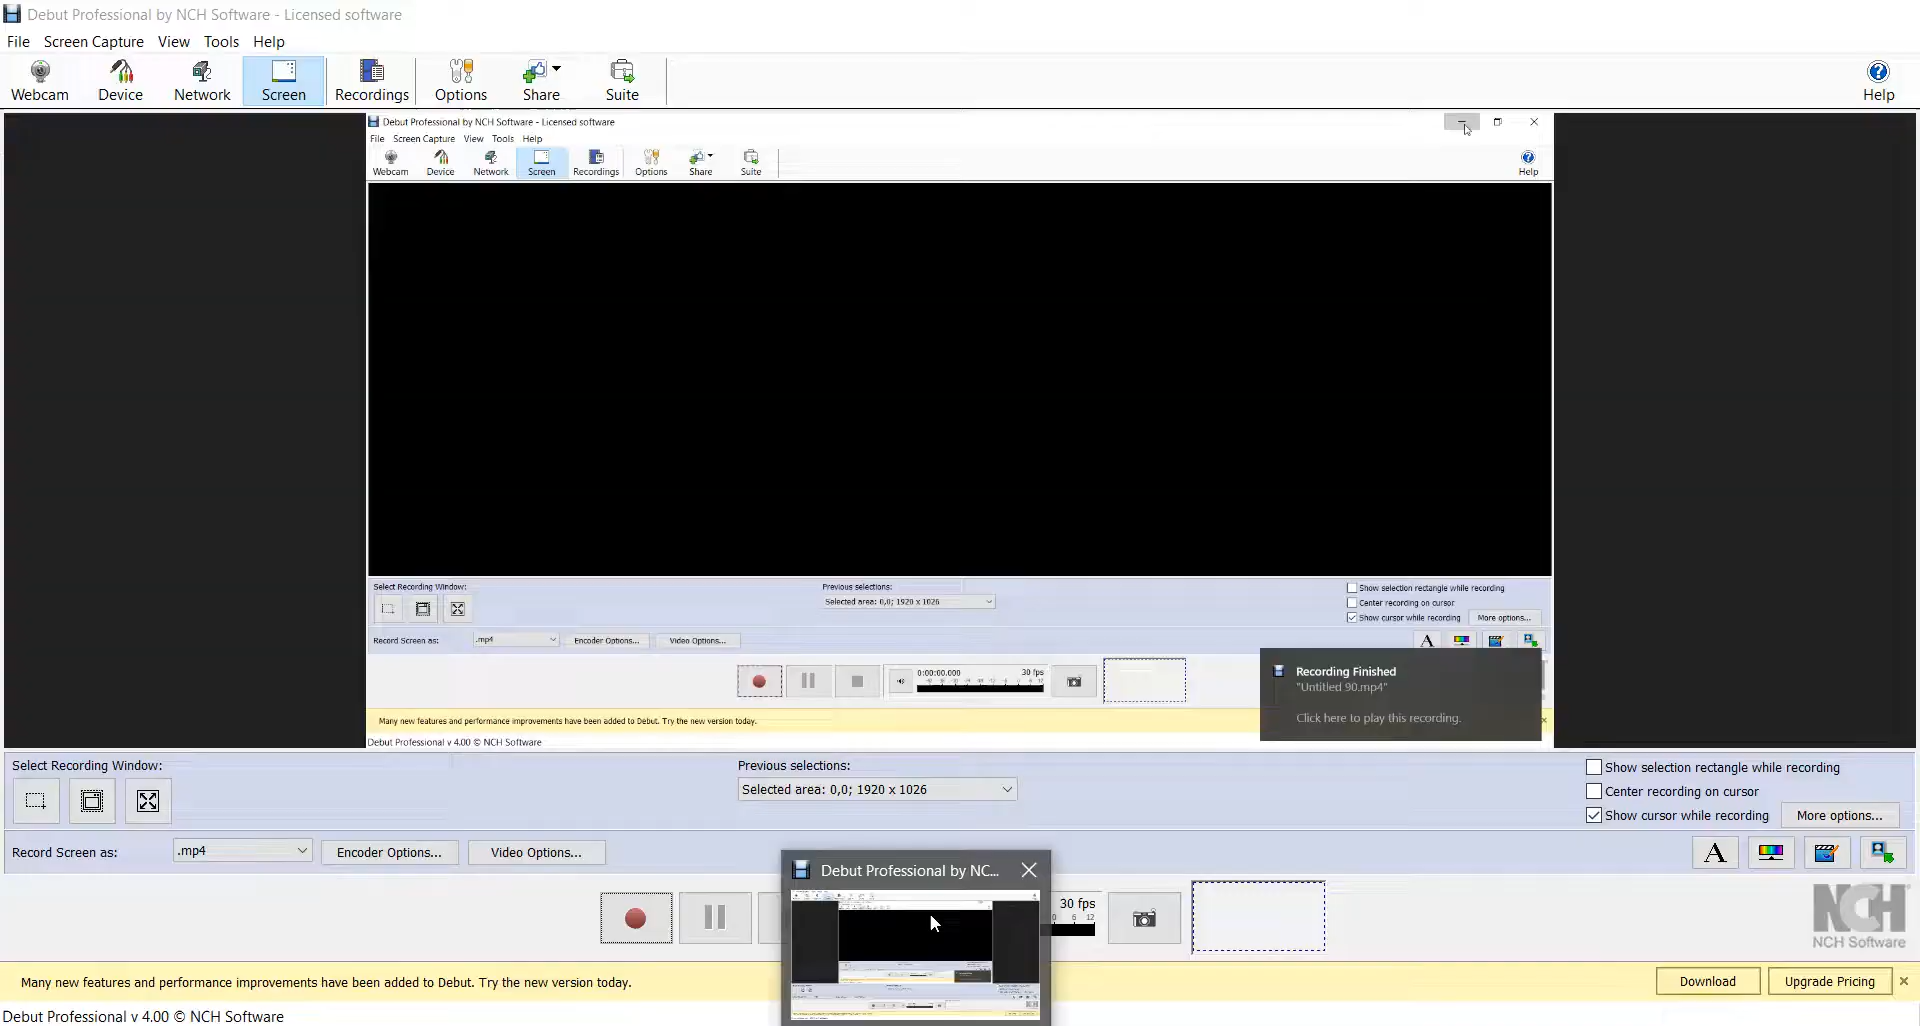 Debut Professional by NCH Software - Licensed software
File Screen Capture View Tools Help
Webcam Device Network Screen Recordings Options Share Suite Help
Debut Professional by NCH Software - Licensed software
File Screen Capture View Tools Help
Webcam Device Network Screen Recordings Options Share Suite Help
Select Recording Window:
Previous selections:
Selected area: 0,0; 1920 x 1026
Show selection rectangle while recording
Center recording on cursor
Show cursor while recording More options...
Record Screen as: .mp4 Encoder Options... Video Options... A
0:00:00.000 30 fps
Recording Finished
"Untitled 90.mp4"
Click here to play this recording.
Many new features and performance improvements have been added to Debut. Try the new version today.
Debut Professional v 4.00 © NCH Software
Select Recording Window:
Previous selections:
Selected area: 0,0; 1920 x 1026
Show selection rectangle while recording
Center recording on cursor
Show cursor while recording More options...
Record Screen as: .mp4 Encoder Options... Video Options... A
Debut Professional by NC...
30 fps
0 6 12
NCH
NCH Software
Many new features and performance improvements have been added to Debut. Try the new version today. Download Upgrade Pricing
Debut Professional v 4.00 © NCH Software